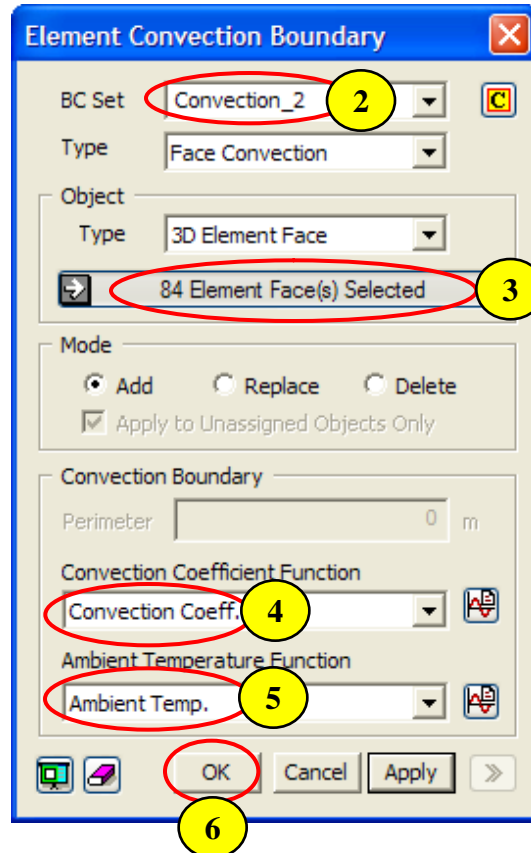 Element Convection Boundary
BC Set Convection_2 2 C
Type Face Convection
Object
Type 3D Element Face
84 Element Face(s) Selected 3
Mode
Add Replace Delete
Apply to Unassigned Objects Only
Convection Boundary
Perimeter 0 m
Convection Coefficient Function
Convection Coeff. 4
Ambient Temperature Function
Ambient Temp. 5
OK Cancel Apply >>
6